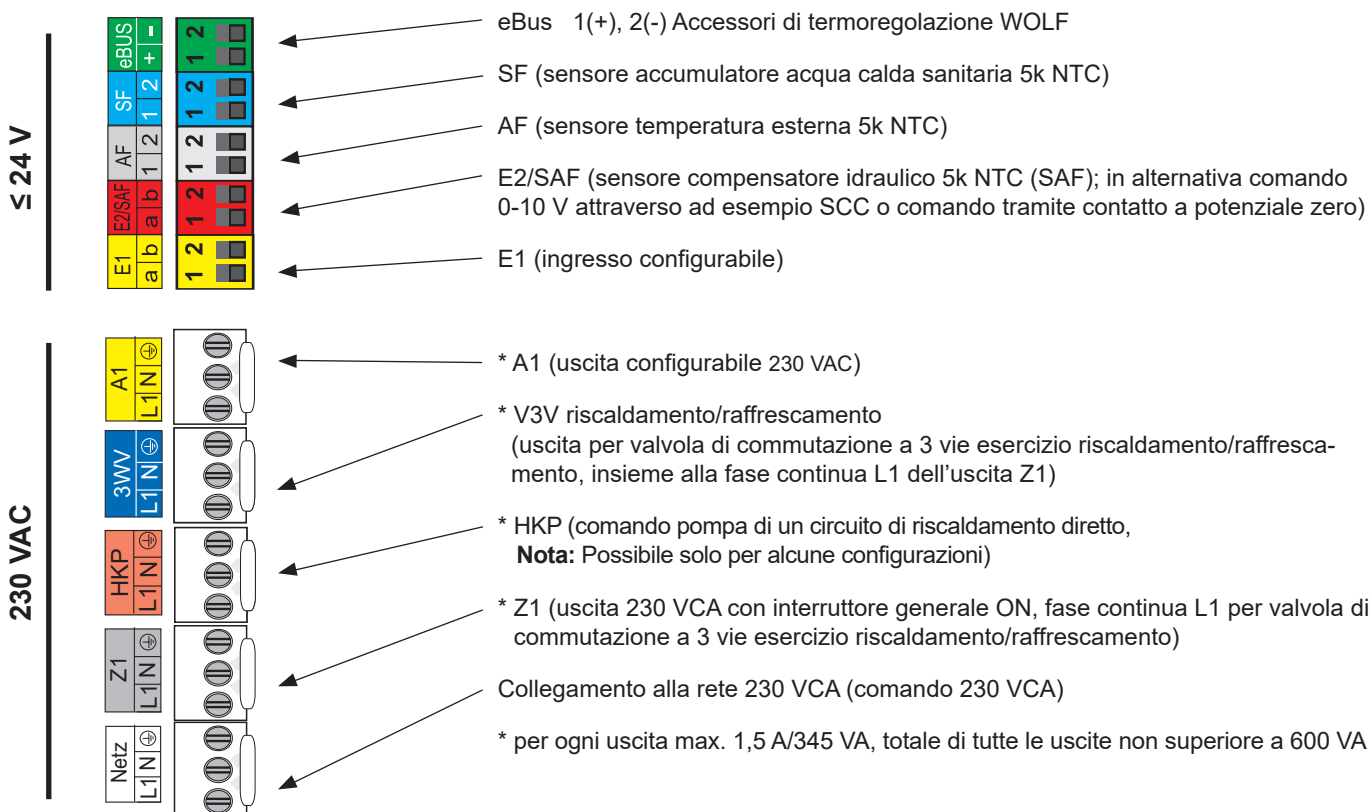 ≤ 24 V
eBUS
+ -
1 2
eBus 1(+), 2(-) Accessori di termoregolazione WOLF
SF
1 2
1 2
SF (sensore accumulatore acqua calda sanitaria 5k NTC)
AF
1 2
1 2
AF (sensore temperatura esterna 5k NTC)
E2/SAF
a b
1 2
E2/SAF (sensore compensatore idraulico 5k NTC (SAF); in alternativa comando
0-10 V attraverso ad esempio SCC o comando tramite contatto a potenziale zero)
E1
a b
1 2
E1 (ingresso configurabile)
230 VAC
A1
L1 N
* A1 (uscita configurabile 230 VAC)
3WV
L1 N
* V3V riscaldamento/raffrescamento
(uscita per valvola di commutazione a 3 vie esercizio riscaldamento/raffresca-
mento, insieme alla fase continua L1 dell'uscita Z1)
HKP
L1 N
* HKP (comando pompa di un circuito di riscaldamento diretto,
Nota: Possibile solo per alcune configurazioni)
Z1
L1 N
* Z1 (uscita 230 VCA con interruttore generale ON, fase continua L1 per valvola di
commutazione a 3 vie esercizio riscaldamento/raffrescamento)
Netz
L1 N
Collegamento alla rete 230 VCA (comando 230 VCA)
* per ogni uscita max. 1,5 A/345 VA, totale di tutte le uscite non superiore a 600 VA